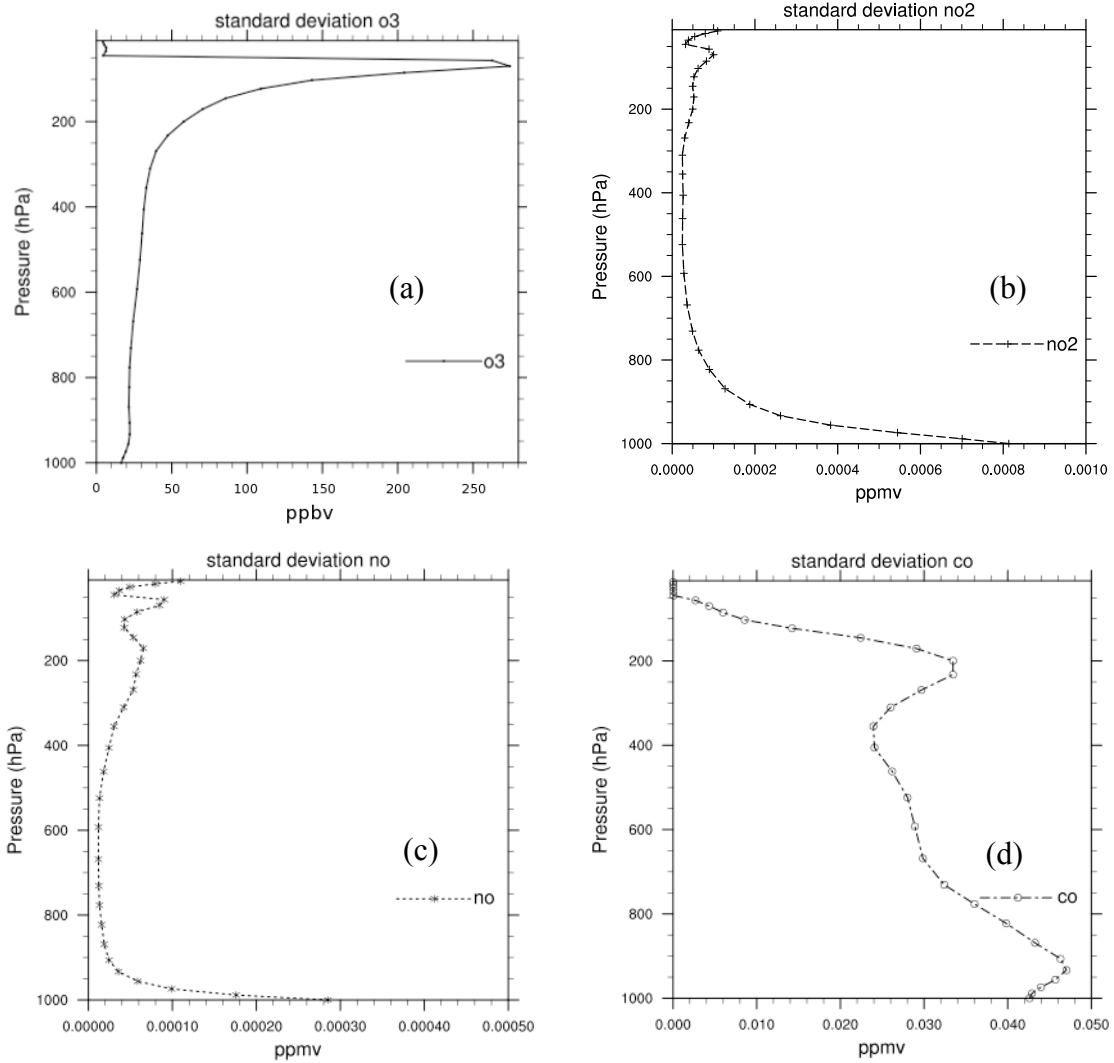 standard deviation o3
200
400
600
800
1000
Pressure (hPa)
(a)
o3
0 50 100 150 200 250
ppbv
standard deviation no2
200
400
600
800
1000
Pressure (hPa)
(b)
no2
0.0000 0.0002 0.0004 0.0006 0.0008 0.0010
ppmv
standard deviation no
200
400
600
800
1000
Pressure (hPa)
(c)
no
0.00000 0.00010 0.00020 0.00030 0.00040 0.00050
ppmv
standard deviation co
200
400
600
800
1000
Pressure (hPa)
(d)
co
0.000 0.010 0.020 0.030 0.040 0.050
ppmv